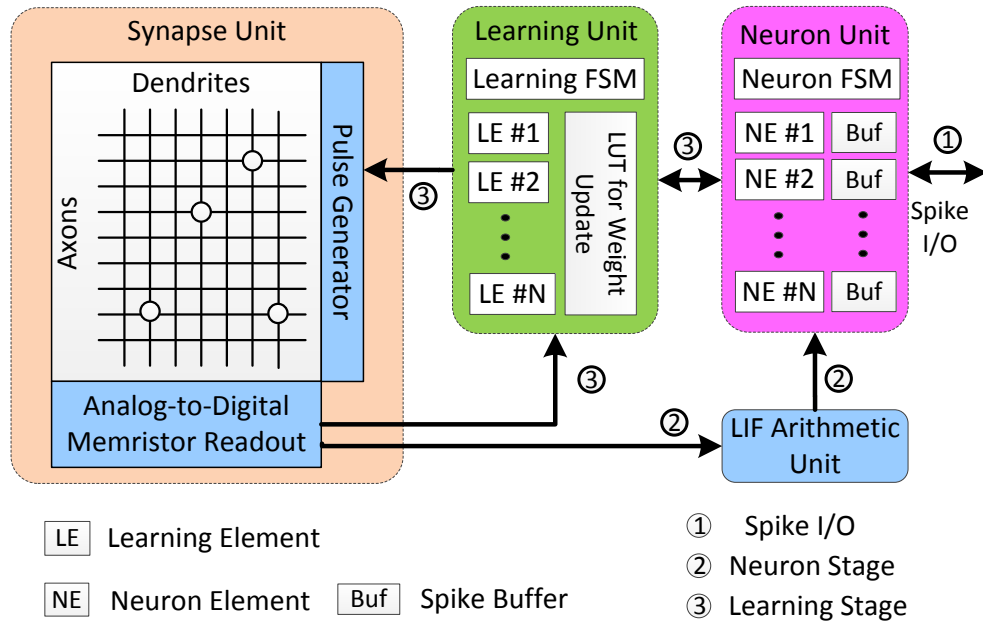 Synapse Unit
Dendrites
Axons
Pulse Generator
Analog-to-Digital
Memristor Readout
Learning Unit
Learning FSM
LE #1
LE #2
LE #N
LUT for Weight
Update
Neuron Unit
Neuron FSM
NE #1 Buf
NE #2 Buf
NE #N Buf
① 
Spike
I/O
③
③
③
②
②
LIF Arithmetic
Unit
LE Learning Element
NE Neuron Element
Buf Spike Buffer
① Spike I/O
② Neuron Stage
③ Learning Stage